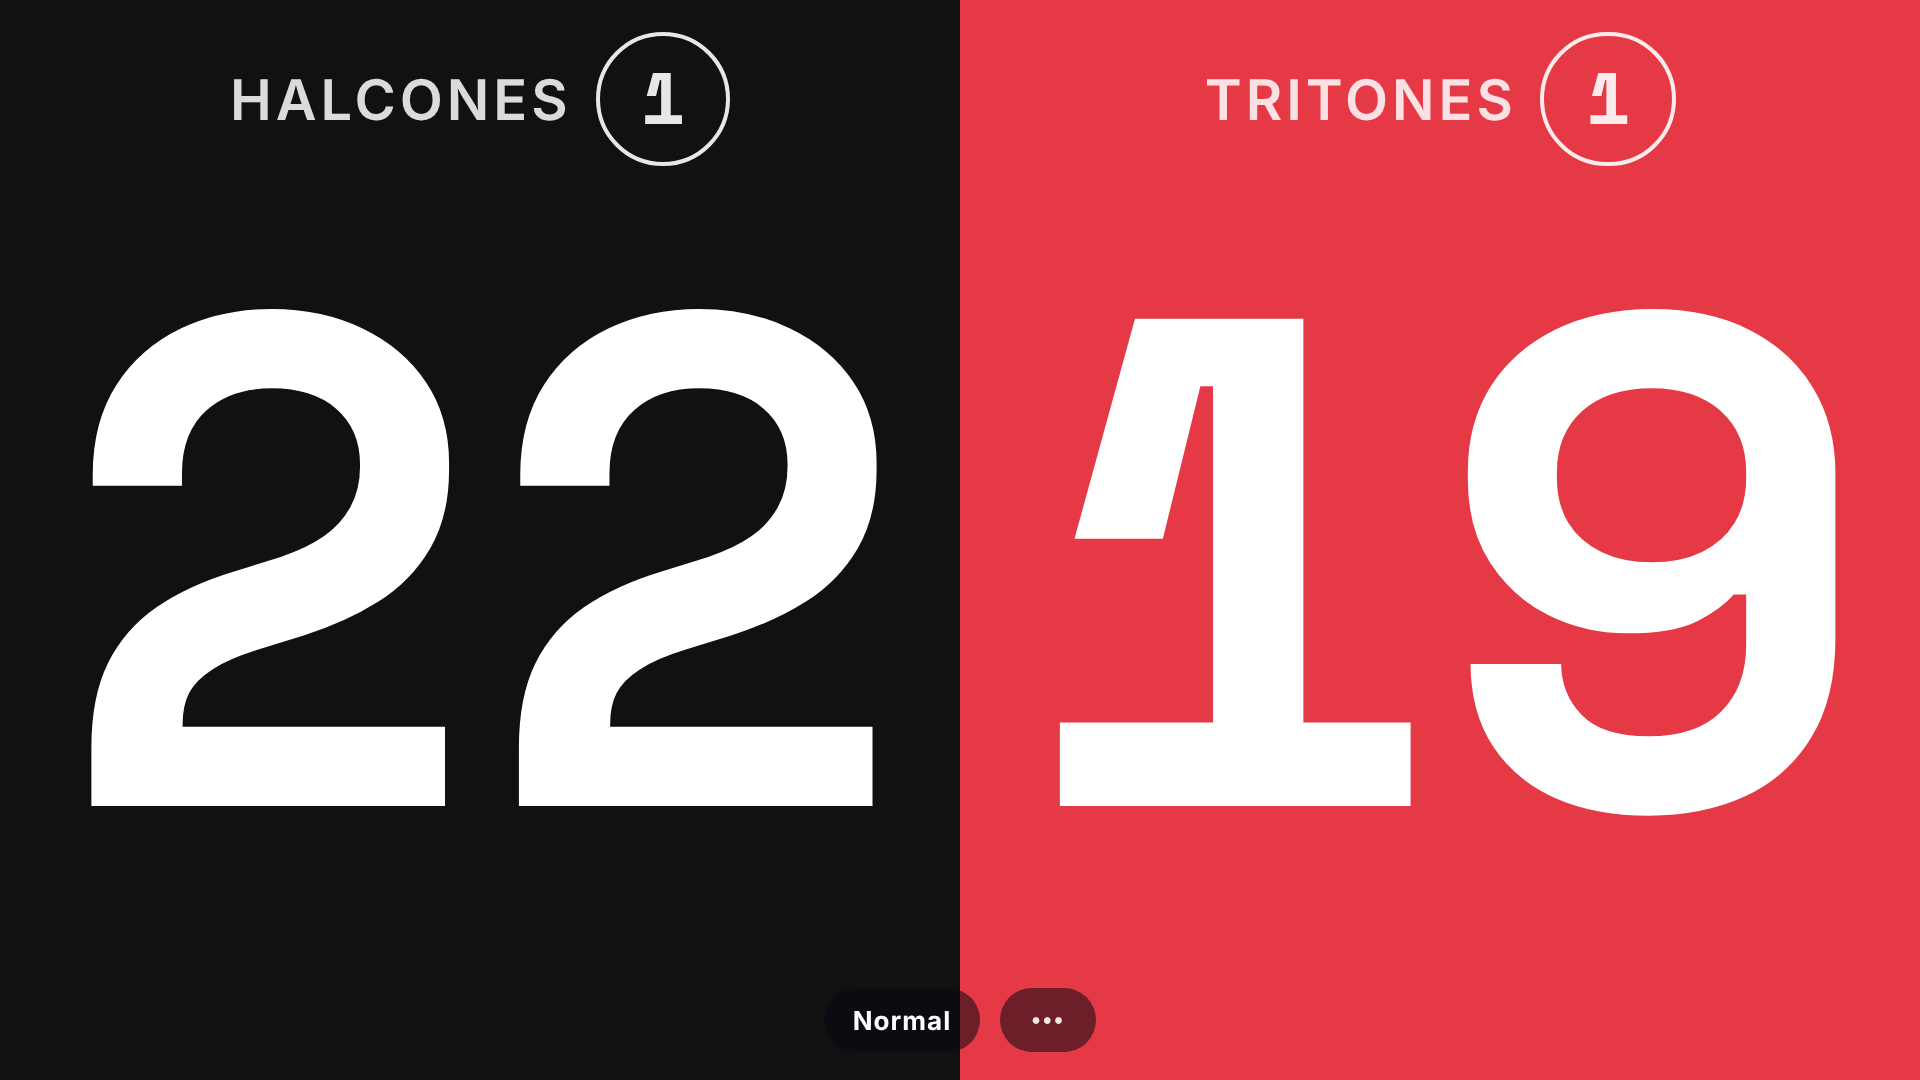 HALCONES 1
22
TRITONES 1
19
Normal
•••